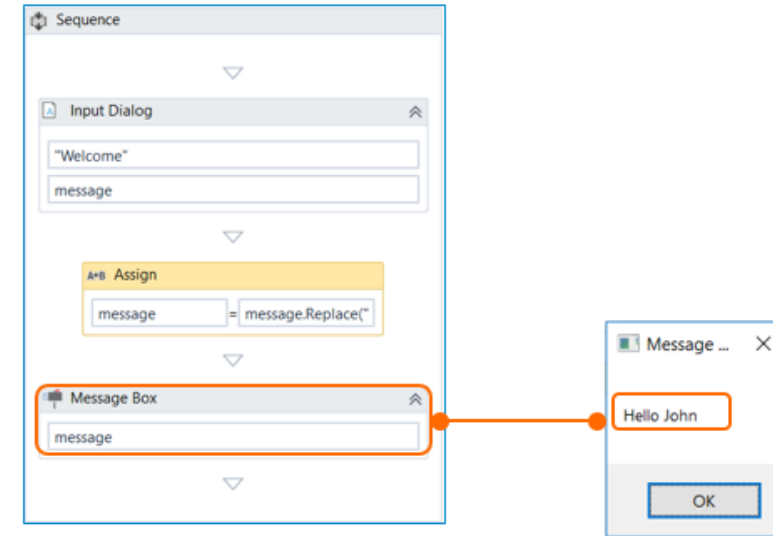 Sequence
Input Dialog
"Welcome"
message
A+B Assign
message = message.Replace("
Message Box
message
Message ...
Hello John
OK